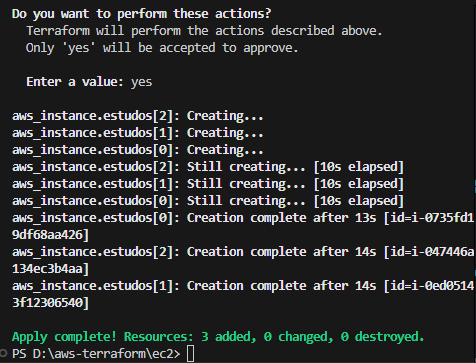 Do you want to perform these actions?
Terraform will perform the actions described above.
Only 'yes' will be accepted to approve.
Enter a value: yes
aws_instance.estudos[2]: Creating...
aws_instance.estudos[1]: Creating...
aws_instance.estudos[0]: Creating...
aws_instance.estudos[2]: Still creating... [10s elapsed]
aws_instance.estudos[1]: Still creating... [10s elapsed]
aws_instance.estudos[0]: Still creating... [10s elapsed]
aws_instance.estudos[0]: Creation complete after 13s [id=i-0735fd1
9df68aa426]
aws_instance.estudos[2]: Creation complete after 14s [id=i-047446a
134ec3b4aa]
aws_instance.estudos[1]: Creation complete after 14s [id=i-0ed0514
3f12306540]
Apply complete! Resources: 3 added, 0 changed, 0 destroyed.
PS D:\aws-terraform\ec2>